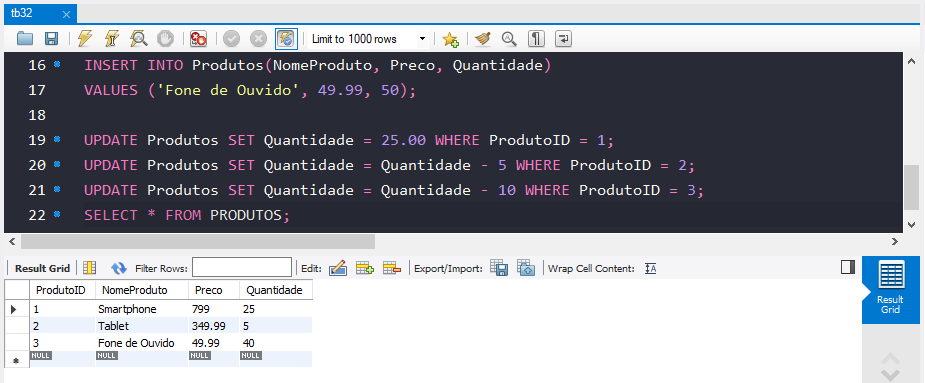 tb32
Limit to 1000 rows
16 INSERT INTO Produtos(NomeProduto, Preco, Quantidade)
17 VALUES ('Fone de Ouvido', 49.99, 50);
18
19 UPDATE Produtos SET Quantidade = 25.00 WHERE ProdutoID = 1;
20 UPDATE Produtos SET Quantidade = Quantidade - 5 WHERE ProdutoID = 2;
21 UPDATE Produtos SET Quantidade = Quantidade - 10 WHERE ProdutoID = 3;
22 SELECT * FROM PRODUTOS;
Result Grid Filter Rows: Edit: Export/Import: Wrap Cell Content: IA
ProdutoID NomeProduto Preco Quantidade
1 Smartphone 799 25
2 Tablet 349.99 5
3 Fone de Ouvido 49.99 40
NULL NULL NULL NULL
Result
Grid